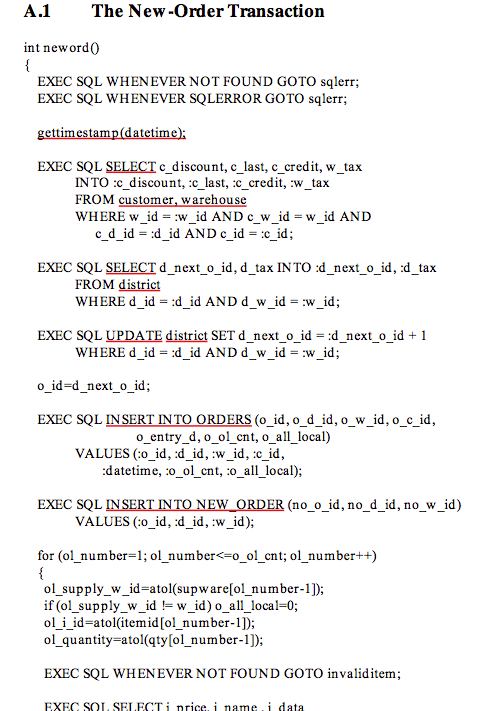 A.1 The New-Order Transaction
int neword()
{
EXEC SQL WHENEVER NOT FOUND GOTO sqlerr;
EXEC SQL WHENEVER SQLERROR GOTO sqlerr;
gettimestamp(datetime);
EXEC SQL SELECT c_discount, c_last, c_credit, w_tax
INTO :c_discount, :c_last, :c_credit, :w_tax
FROM customer, warehouse
WHERE w_id = :w_id AND c_w_id = w_id AND
c_d_id = :d_id AND c_id = :c_id;
EXEC SQL SELECT d_next_o_id, d_tax INTO :d_next_o_id, :d_tax
FROM district
WHERE d_id = :d_id AND d_w_id = :w_id;
EXEC SQL UPDATE district SET d_next_o_id = :d_next_o_id + 1
WHERE d_id = :d_id AND d_w_id = :w_id;
o_id=d_next_o_id;
EXEC SQL INSERT INTO ORDERS (o_id, o_d_id, o_w_id, o_c_id,
o_entry_d, o_ol_cnt, o_all_local)
VALUES (:o_id, :d_id, :w_id, :c_id,
:datetime, :o_ol_cnt, :o_all_local);
EXEC SQL INSERT INTO NEW_ORDER (no_o_id, no_d_id, no_w_id)
VALUES (:o_id, :d_id, :w_id);
for (ol_number=1; ol_number<=o_ol_cnt; ol_number++)
{
ol_supply_w_id=atol(supware[ol_number-1]);
if (ol_supply_w_id != w_id) o_all_local=0;
ol_i_id=atol(itemid[ol_number-1]);
ol_quantity=atol(qty[ol_number-1]);
EXEC SQL WHENEVER NOT FOUND GOTO invaliditem;
EXEC SQL SELECT i_price, i_name , i_data